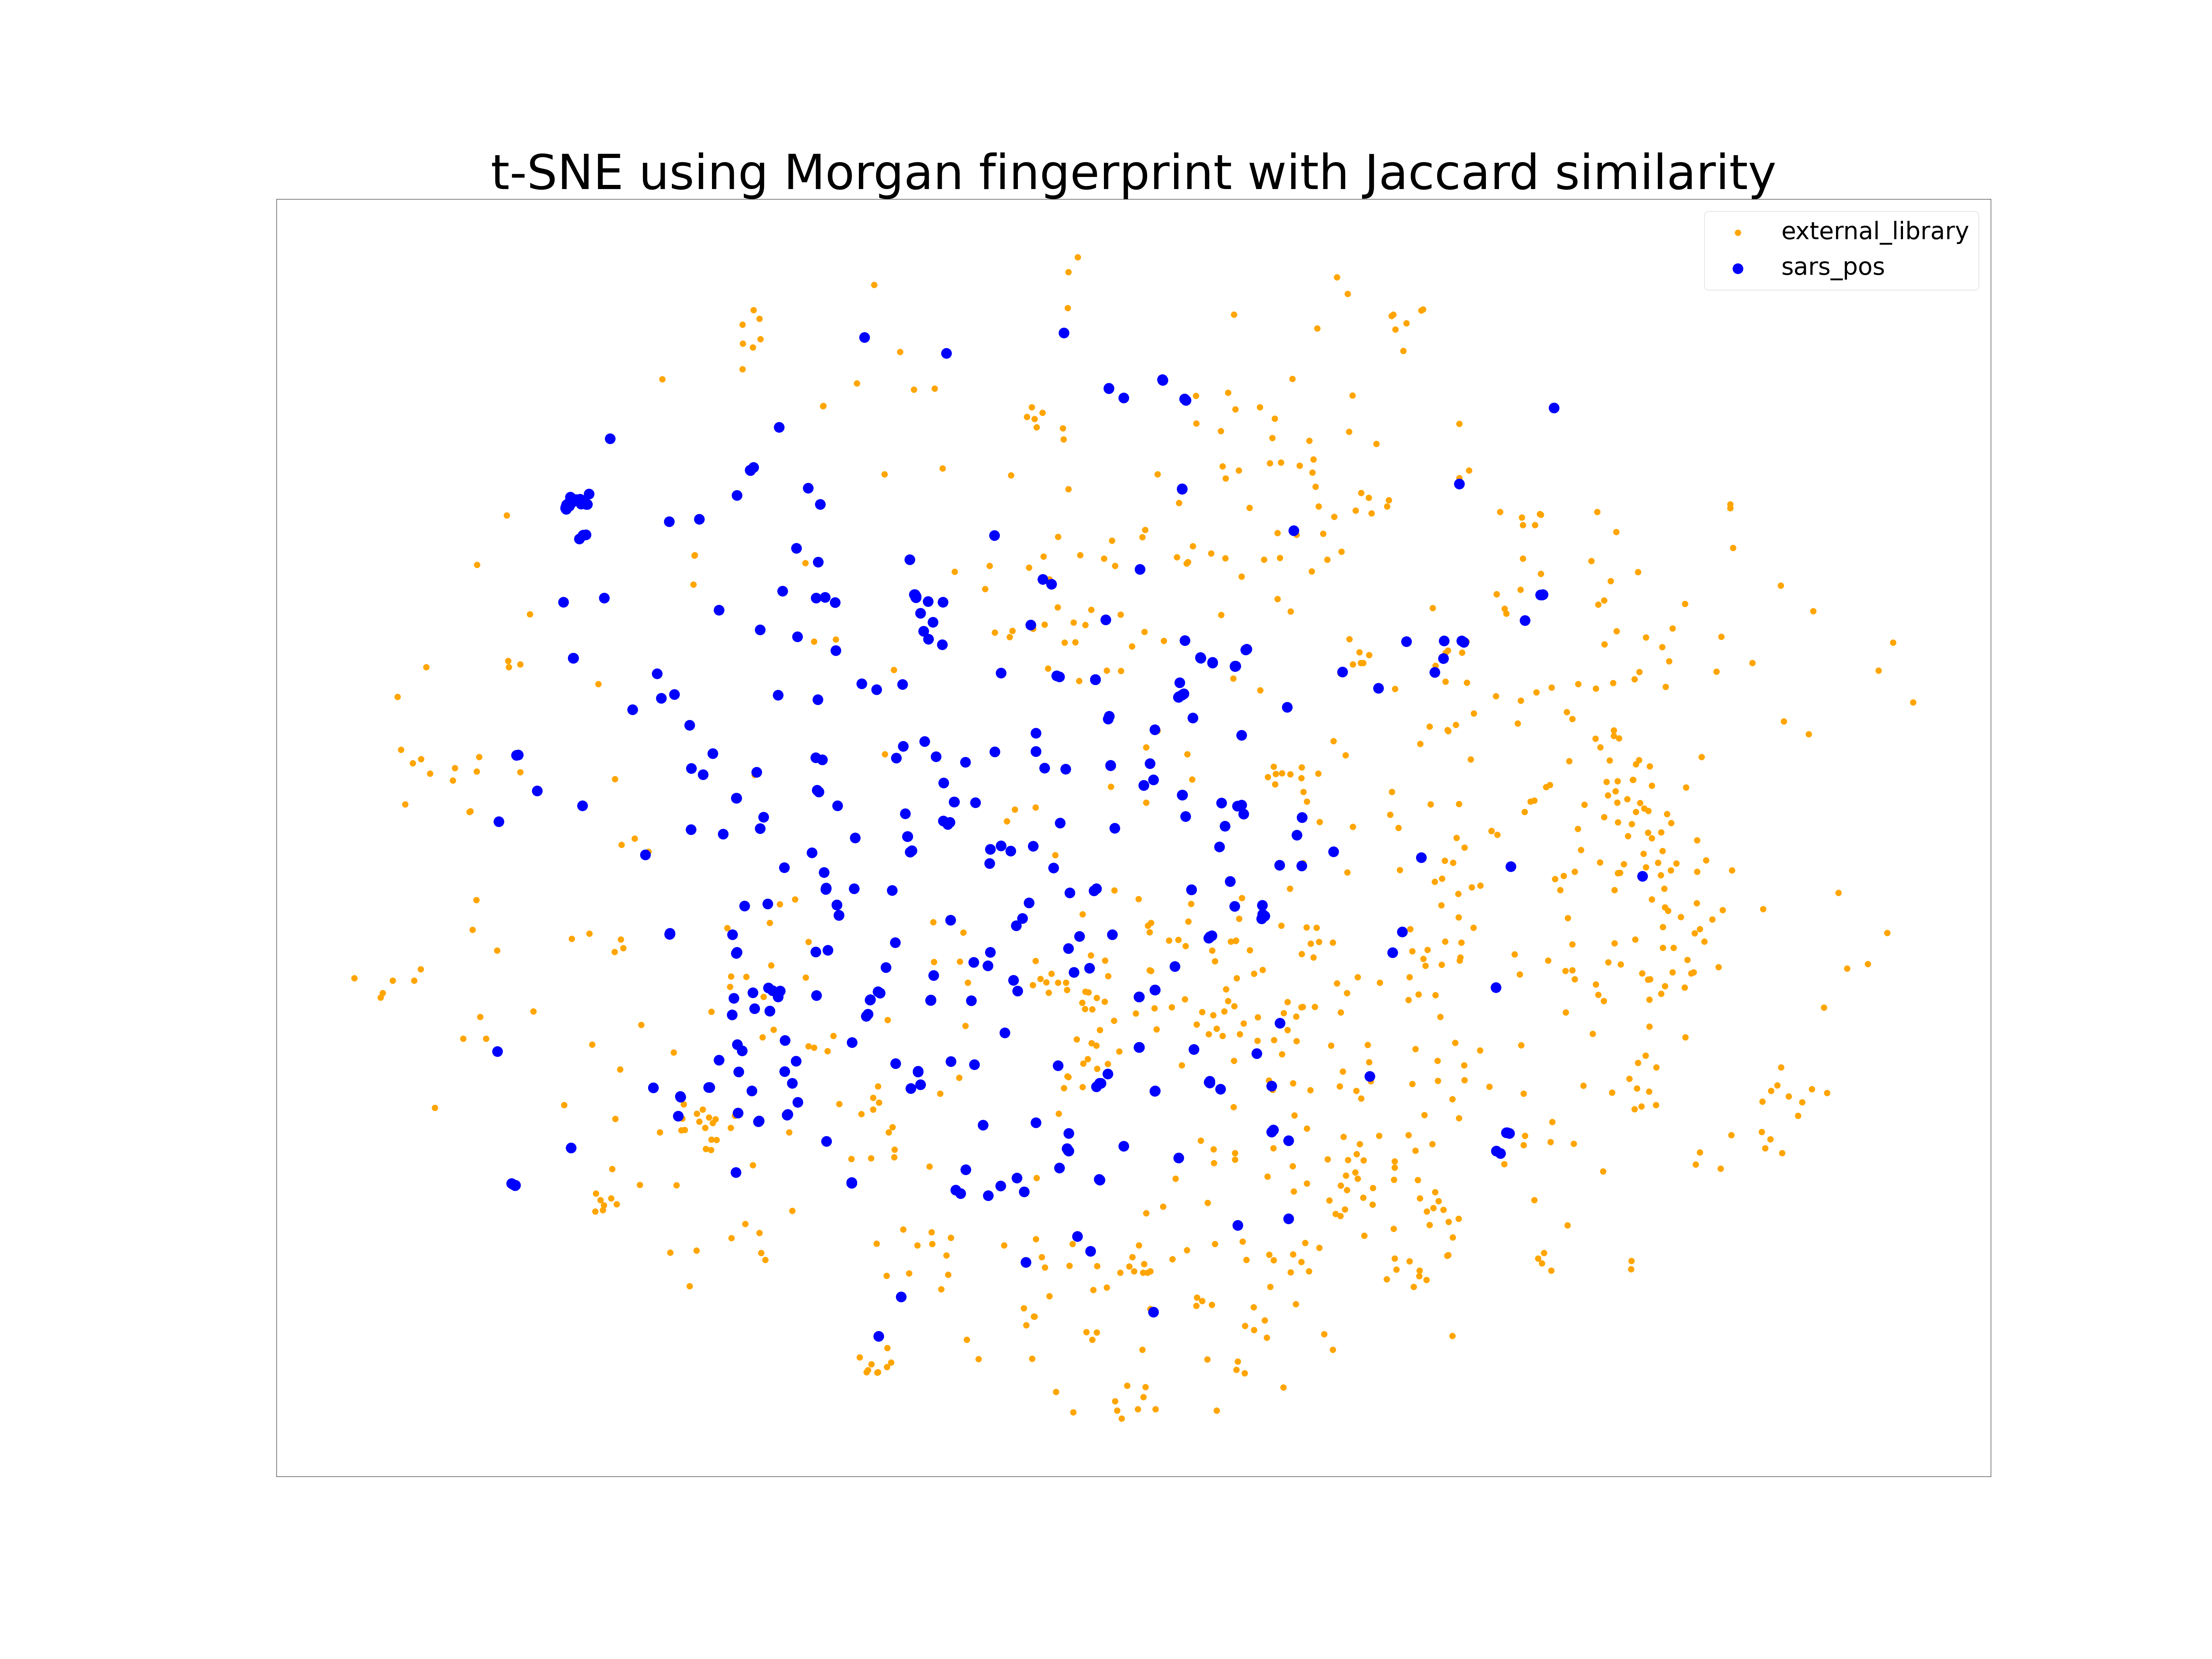 t-SNE using Morgan fingerprint with Jaccard similarity
external_library
sars_pos